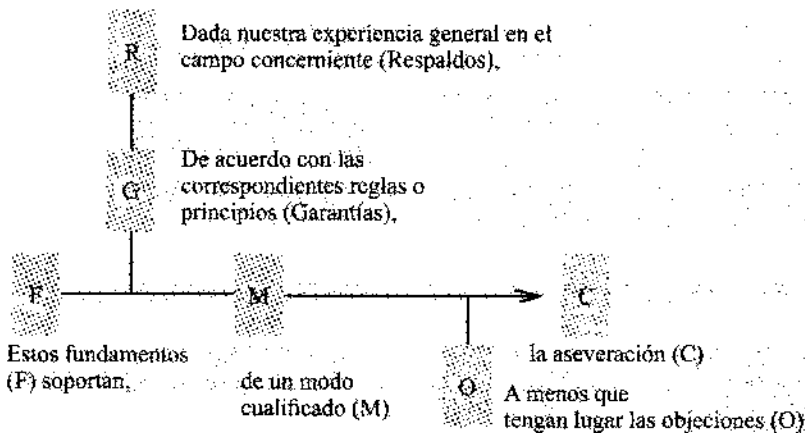 R
Dada nuestra experiencia general en el
campo concerniente (Respaldos),
G
De acuerdo con las
correspondientes reglas o
principios (Garantías),
F
M
C
Estos fundamentos
(F) soportan,
de un modo
cualificado (M)
O
la aseveración (C)
A menos que
tengan lugar las objeciones (O)